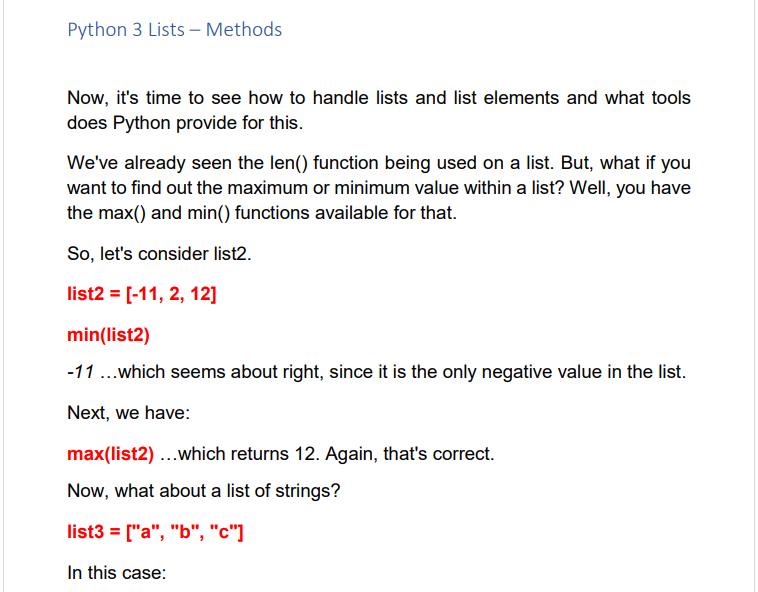 Python 3 Lists – Methods
Now, it's time to see how to handle lists and list elements and what tools
does Python provide for this.
We've already seen the len() function being used on a list. But, what if you
want to find out the maximum or minimum value within a list? Well, you have
the max() and min() functions available for that.
So, let's consider list2.
list2 = [-11, 2, 12]
min(list2)
-11 …which seems about right, since it is the only negative value in the list.
Next, we have:
max(list2) …which returns 12. Again, that's correct.
Now, what about a list of strings?
list3 = ["a", "b", "c"]
In this case: